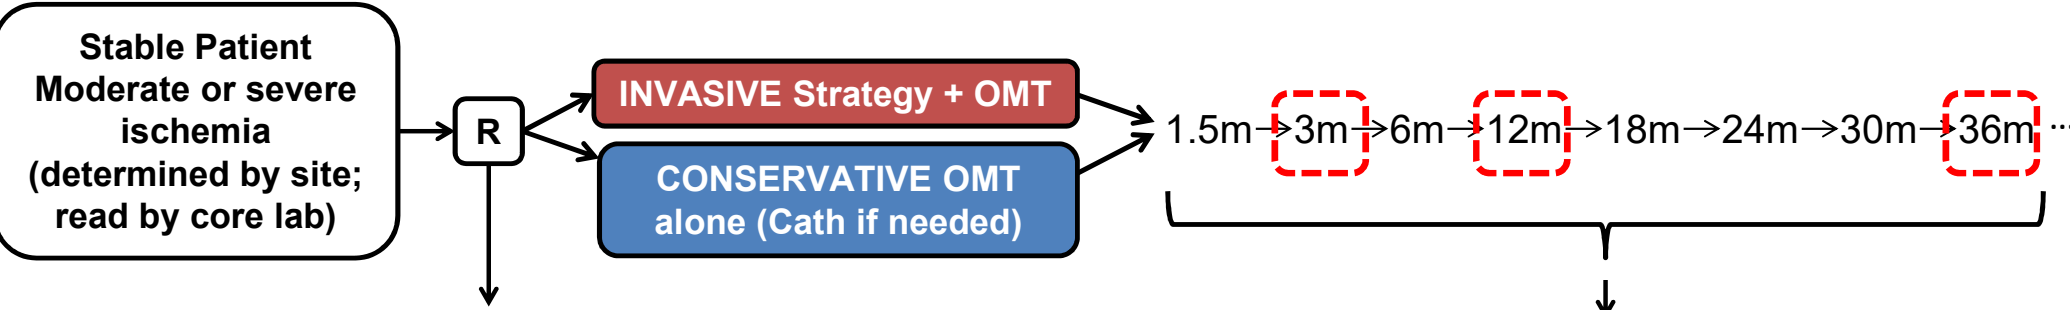 Stable Patient
Moderate or severe
ischemia
(determined by site;
read by core lab)
R
INVASIVE Strategy + OMT
CONSERVATIVE OMT
alone (Cath if needed)
1.5m→3m→6m→12m→18m→24m→30m→36m ...